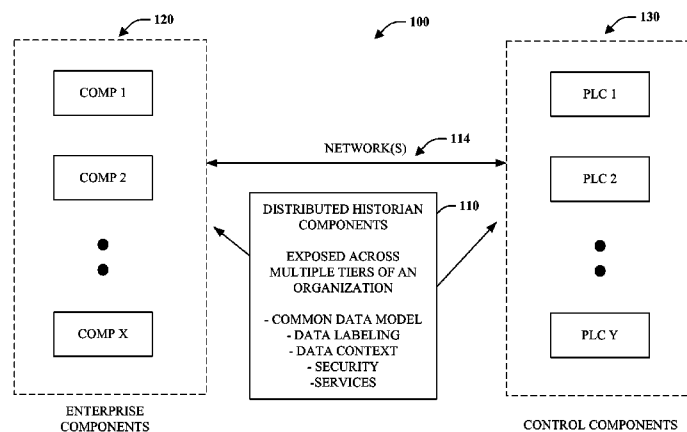 120
100
130
COMP 1
PLC 1
NETWORK(S)
114
COMP 2
PLC 2
110
DISTRIBUTED HISTORIAN
COMPONENTS
EXPOSED ACROSS
MULTIPLE TIERS OF AN
ORGANIZATION
- COMMON DATA MODEL
- DATA LABELING
- DATA CONTEXT
- SECURITY
-SERVICES
COMP X
PLC Y
ENTERPRISE
COMPONENTS
CONTROL COMPONENTS